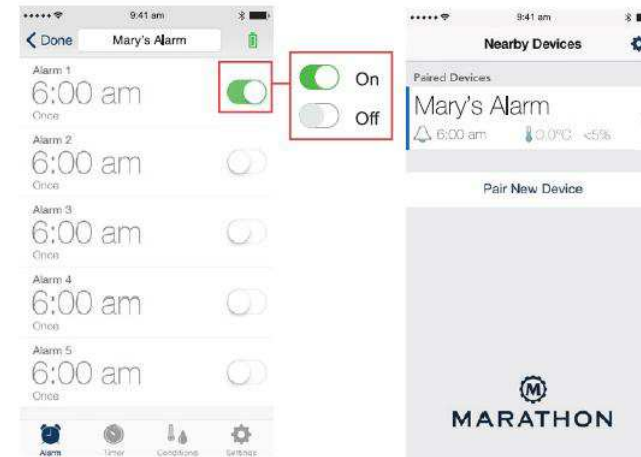 9:41 am
Done
Mary's Alarm
Alarm 1
6:00 am
Once
Alarm 2
6:00 am
Once
Alarm 3
6:00 am
Once
Alarm 4
6:00 am
Once
Alarm 5
6:00 am
Once
Alarm
Timer
Conditions
Settings
On
Off
9:41 am
Nearby Devices
Paired Devices
Mary's Alarm
6:00 am 0.0°C <5%
Pair New Device
M
MARATHON